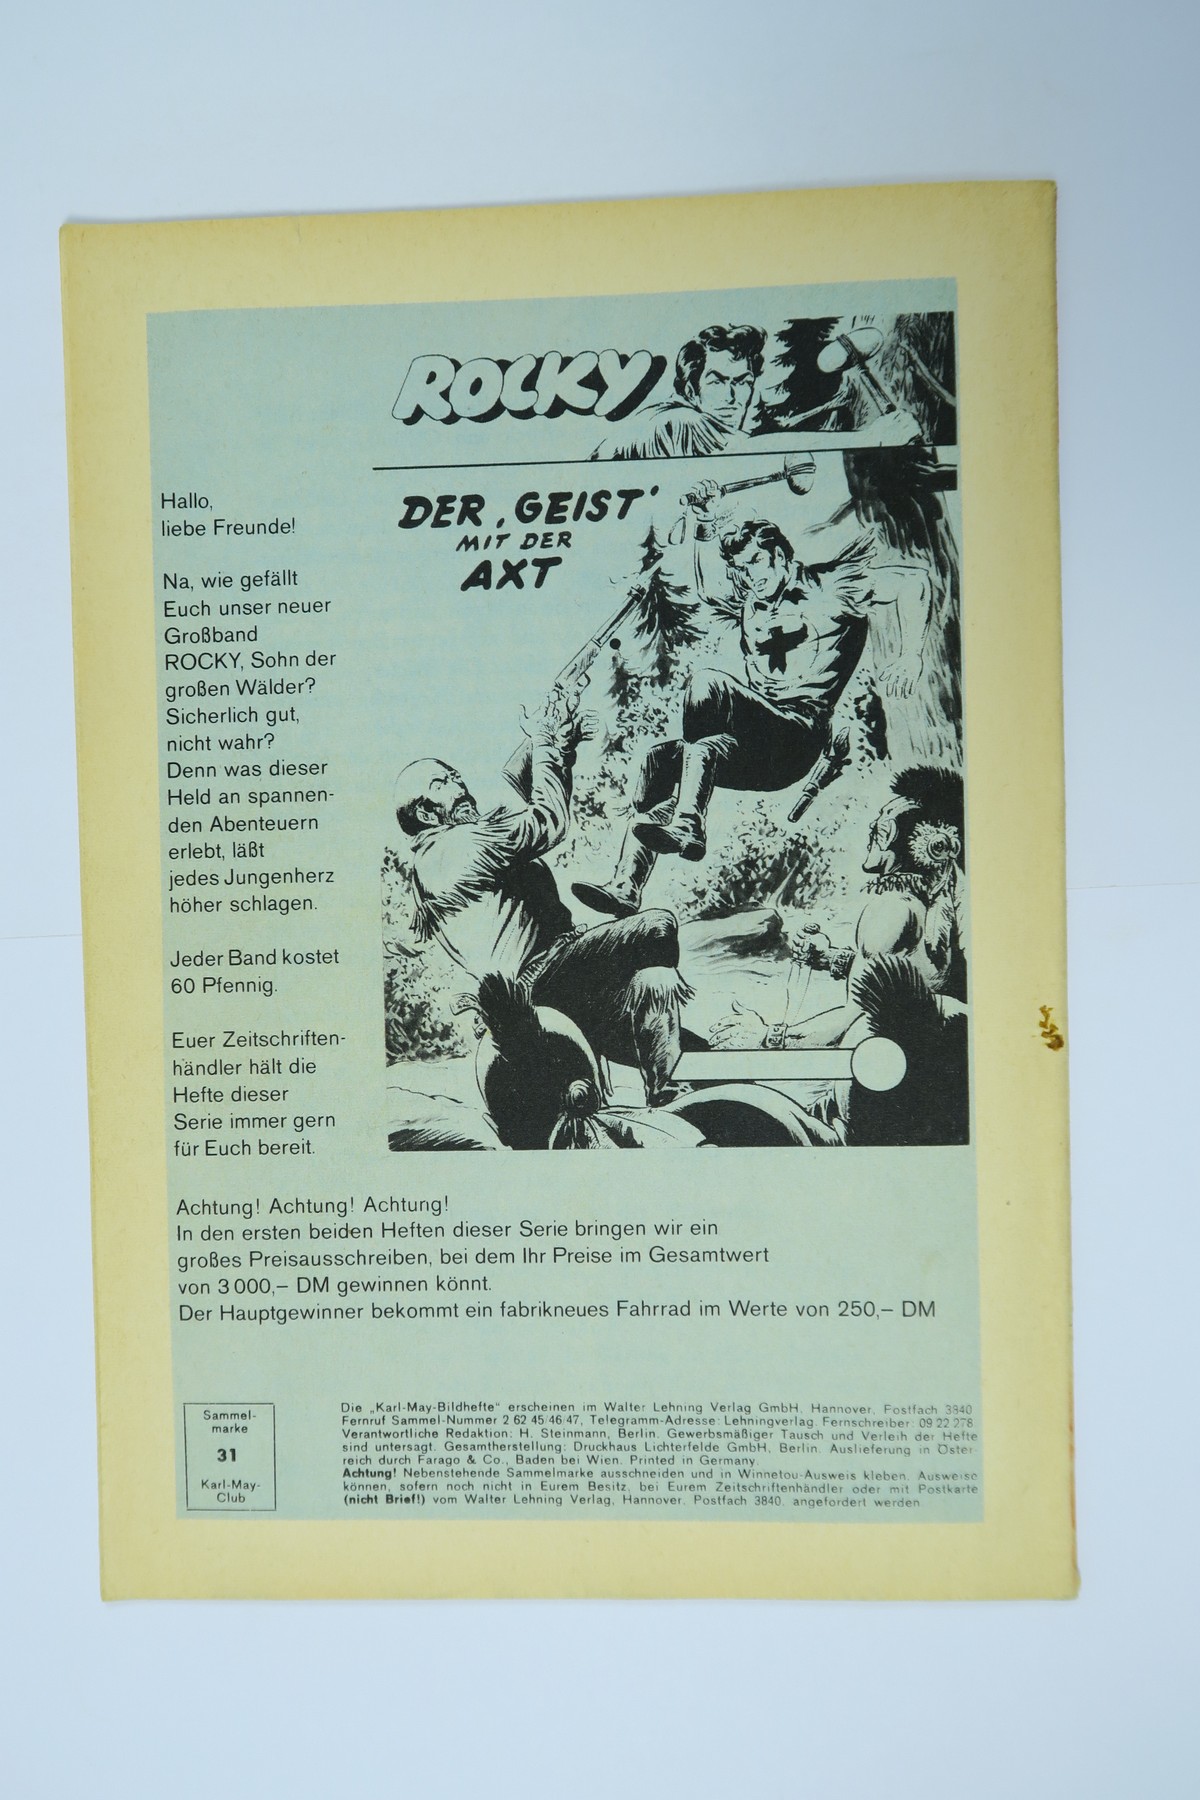 ROCKY
DER ‚GEIST‘
MIT DER
AXT
Hallo,
liebe Freunde!
Na, wie gefällt
Euch unser neuer
Großband
ROCKY, Sohn der
großen Wälder?
Sicherlich gut,
nicht wahr?
Denn was dieser
Held an spannen-
den Abenteuern
erlebt, läßt
jedes Jungenherz
höher schlagen.
Jeder Band kostet
60 Pfennig.
Euer Zeitschriften-
händler hält die
Hefte dieser
Serie immer gern
für Euch bereit.
Achtung! Achtung! Achtung!
In den ersten beiden Heften dieser Serie bringen wir ein
großes Preisausschreiben, bei dem Ihr Preise im Gesamtwert
von 3 000,– DM gewinnen könnt.
Der Hauptgewinner bekommt ein fabrikneues Fahrrad im Werte von 250,– DM
Sammel-
marke
31
Karl-May-
Club
Die „Karl-May-Bildhefte“ erscheinen im Walter Lehning Verlag GmbH. Hannover, Postfach 3840
Fernruf Sammel-Nummer 2 62 45/46/47, Telegramm-Adresse: Lehningverlag. Fernschreiber: 09 22 278
Verantwortliche Redaktion: H. Steinmann, Berlin. Gewerbsmäßiger Tausch und Verleih der Hefte
sind untersagt. Gesamtherstellung: Druckhaus Lichterfelde GmbH, Berlin. Auslieferung in Öster-
reich durch Farago & Co., Baden bei Wien. Printed in Germany.
Achtung! Nebenstehende Sammelmarke ausschneiden und in Winnetou-Ausweis kleben. Ausweise
können, sofern noch nicht in Eurem Besitz, bei Eurem Zeitschriftenhändler oder mit Postkarte
(nicht Brief!) vom Walter Lehning Verlag, Hannover, Postfach 3840, angefordert werden